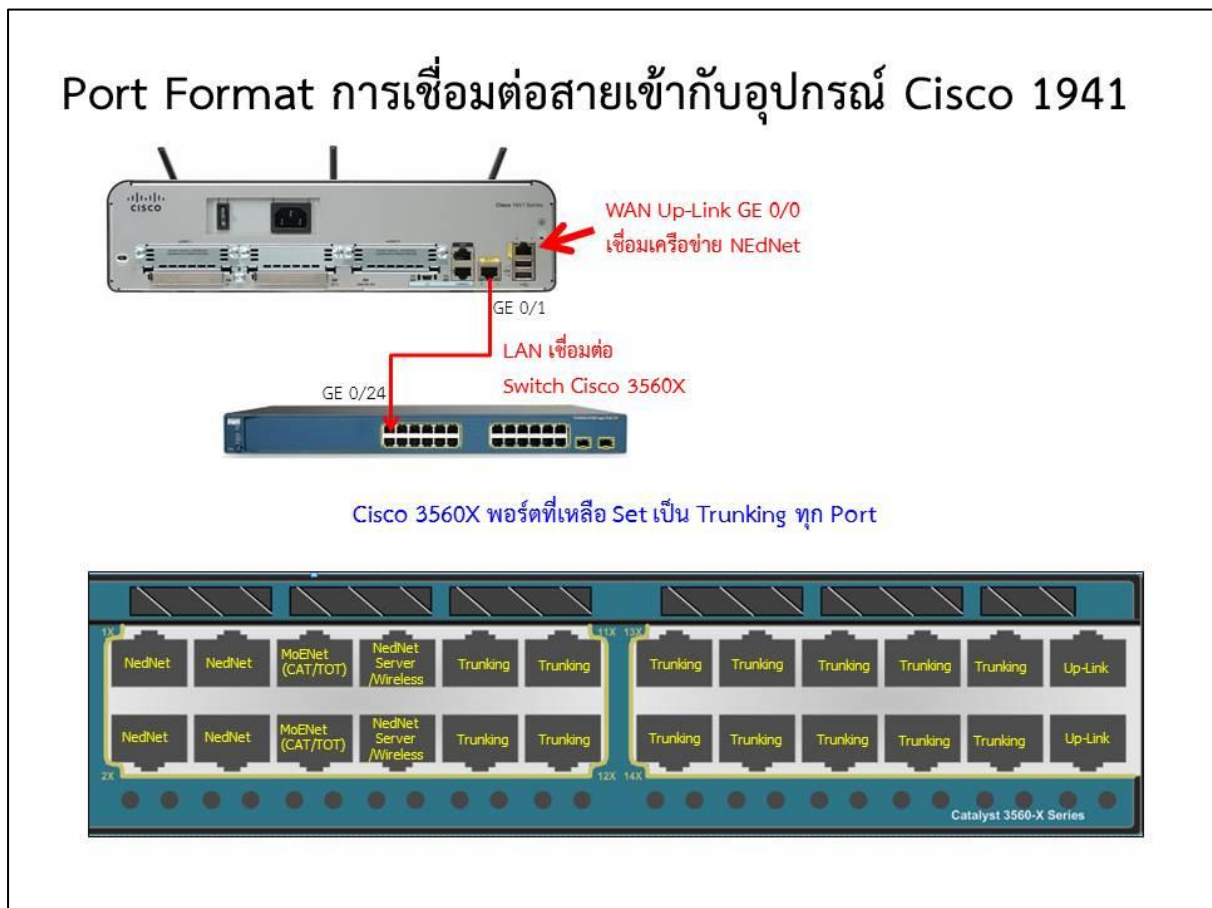 Port Format การเชื่อมต่อสายเข้ากับอุปกรณ์ Cisco 1941
CISCO
Cisco 1941 Series
WAN Up-Link GE 0/0
เชื่อมเครือข่าย NEdNet
GE 0/1
LAN เชื่อมต่อ
Switch Cisco 3560X
GE 0/24
Cisco 3560X พอร์ตที่เหลือ Set เป็น Trunking ทุก Port
1X 11X 13X
NedNet NedNet MoENet (CAT/TOT) NedNet Server /Wireless Trunking Trunking Trunking Trunking Trunking Trunking Trunking Up-Link
NedNet NedNet MoENet (CAT/TOT) NedNet Server /Wireless Trunking Trunking Trunking Trunking Trunking Trunking Trunking Up-Link
2X 12X 14X
Catalyst 3560-X Series